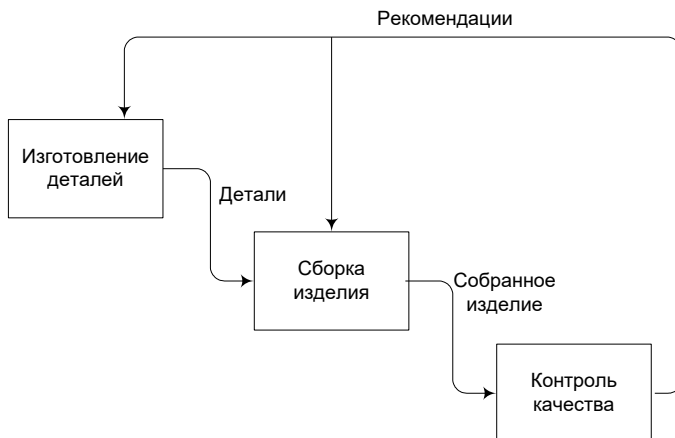 Рекомендации
Изготовление
деталей
Детали
Сборка
изделия
Собранное
изделие
Контроль
качества